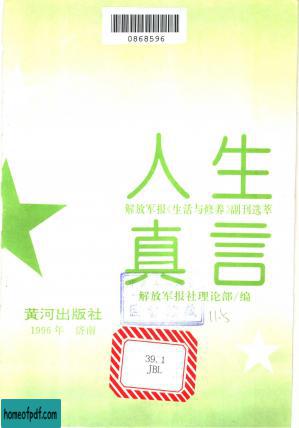 0868596
人生
解放军报《生活与修养》副刊选萃
真言
解放军报社理论部/编
黄河出版社
1996年 济南
115
39.1
JBL
homeofpdf.com